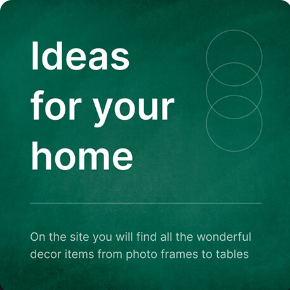 Ideas
for your
home
On the site you will find all the wonderful
decor items from photo frames to tables